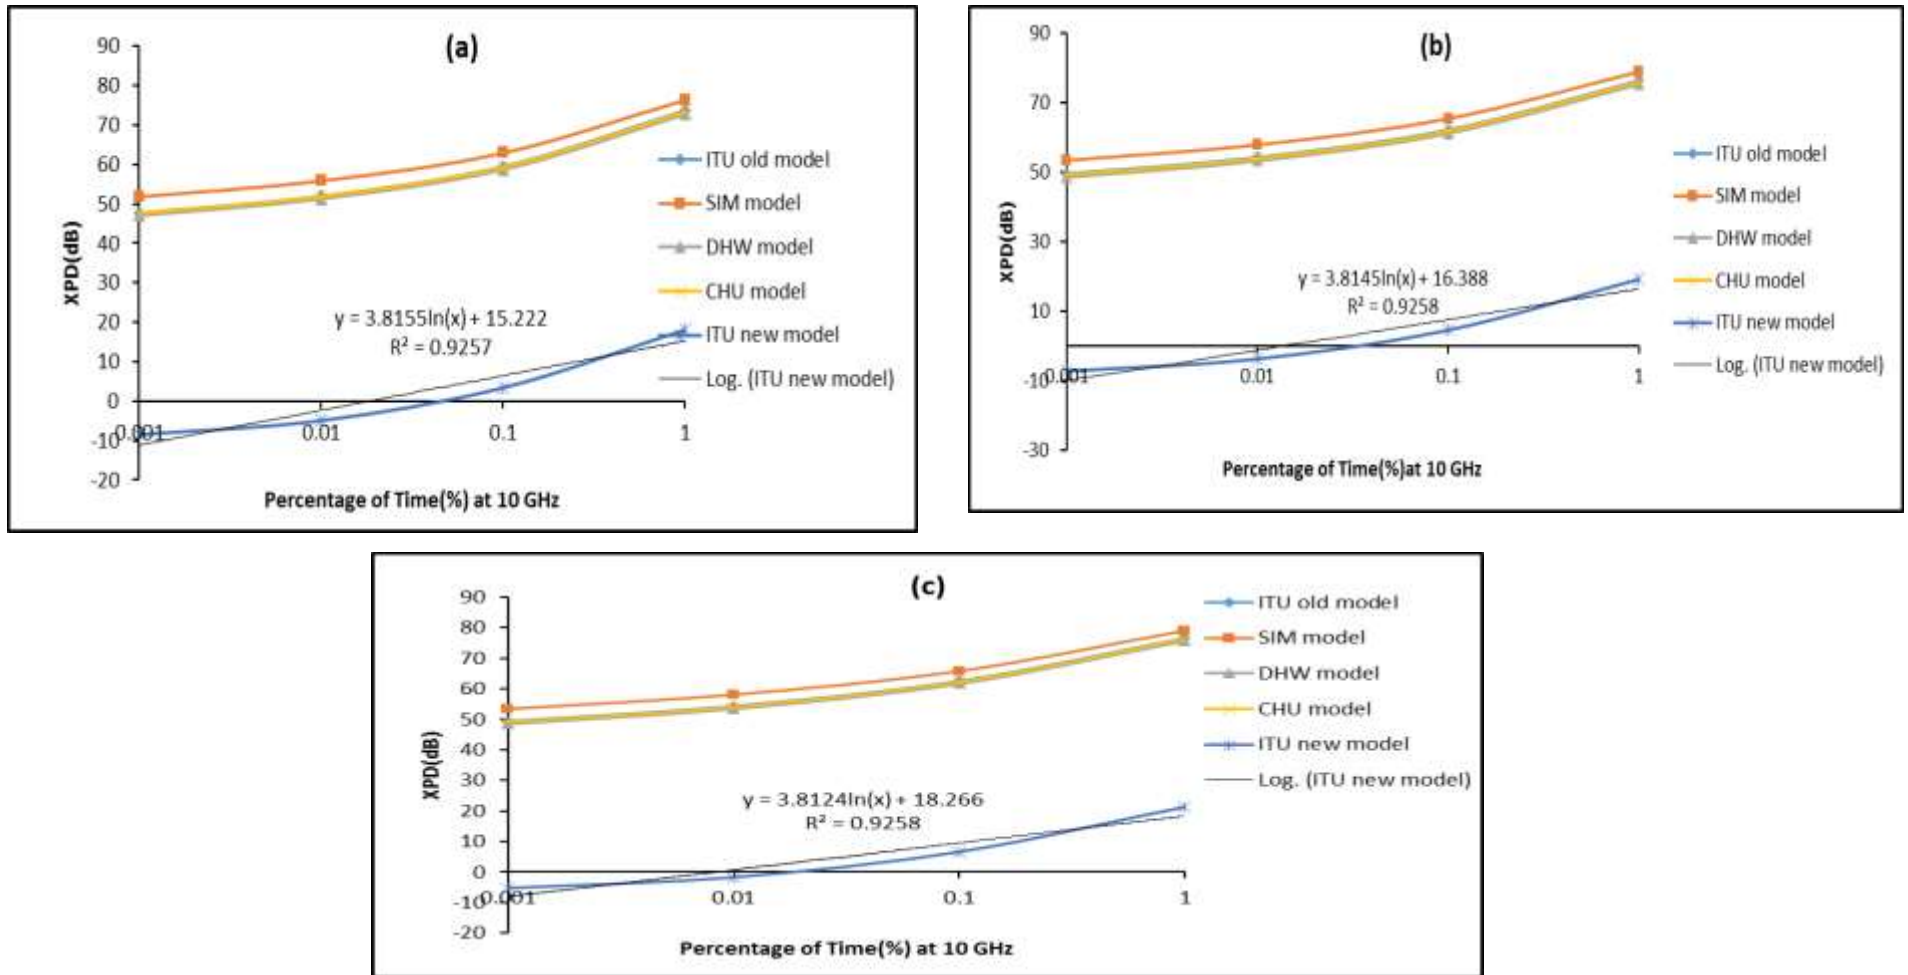 (a)
90
80
70
60
50
40
30
20
10
0
-10
-20
XPD(dB)
y = 3.8155ln(x) + 15.222
R² = 0.9257
0.001
0.01
0.1
1
Percentage of Time(%) at 10 GHz
ITU old model
SIM model
DHW model
CHU model
ITU new model
Log. (ITU new model)
(b)
90
70
50
30
10
-10
-30
XPD(dB)
y = 3.8145ln(x) + 16.388
R² = 0.9258
0.001
0.01
0.1
1
Percentage of Time(%)at 10 GHz
ITU old model
SIM model
DHW model
CHU model
ITU new model
Log. (ITU new model)
(c)
90
80
70
60
50
40
30
20
10
0
-10
-20
XPD(dB)
y = 3.8124ln(x) + 18.266
R² = 0.9258
0.001
0.01
0.1
1
Percentage of Time(%) at 10 GHz
ITU old model
SIM model
DHW model
CHU model
ITU new model
Log. (ITU new model)